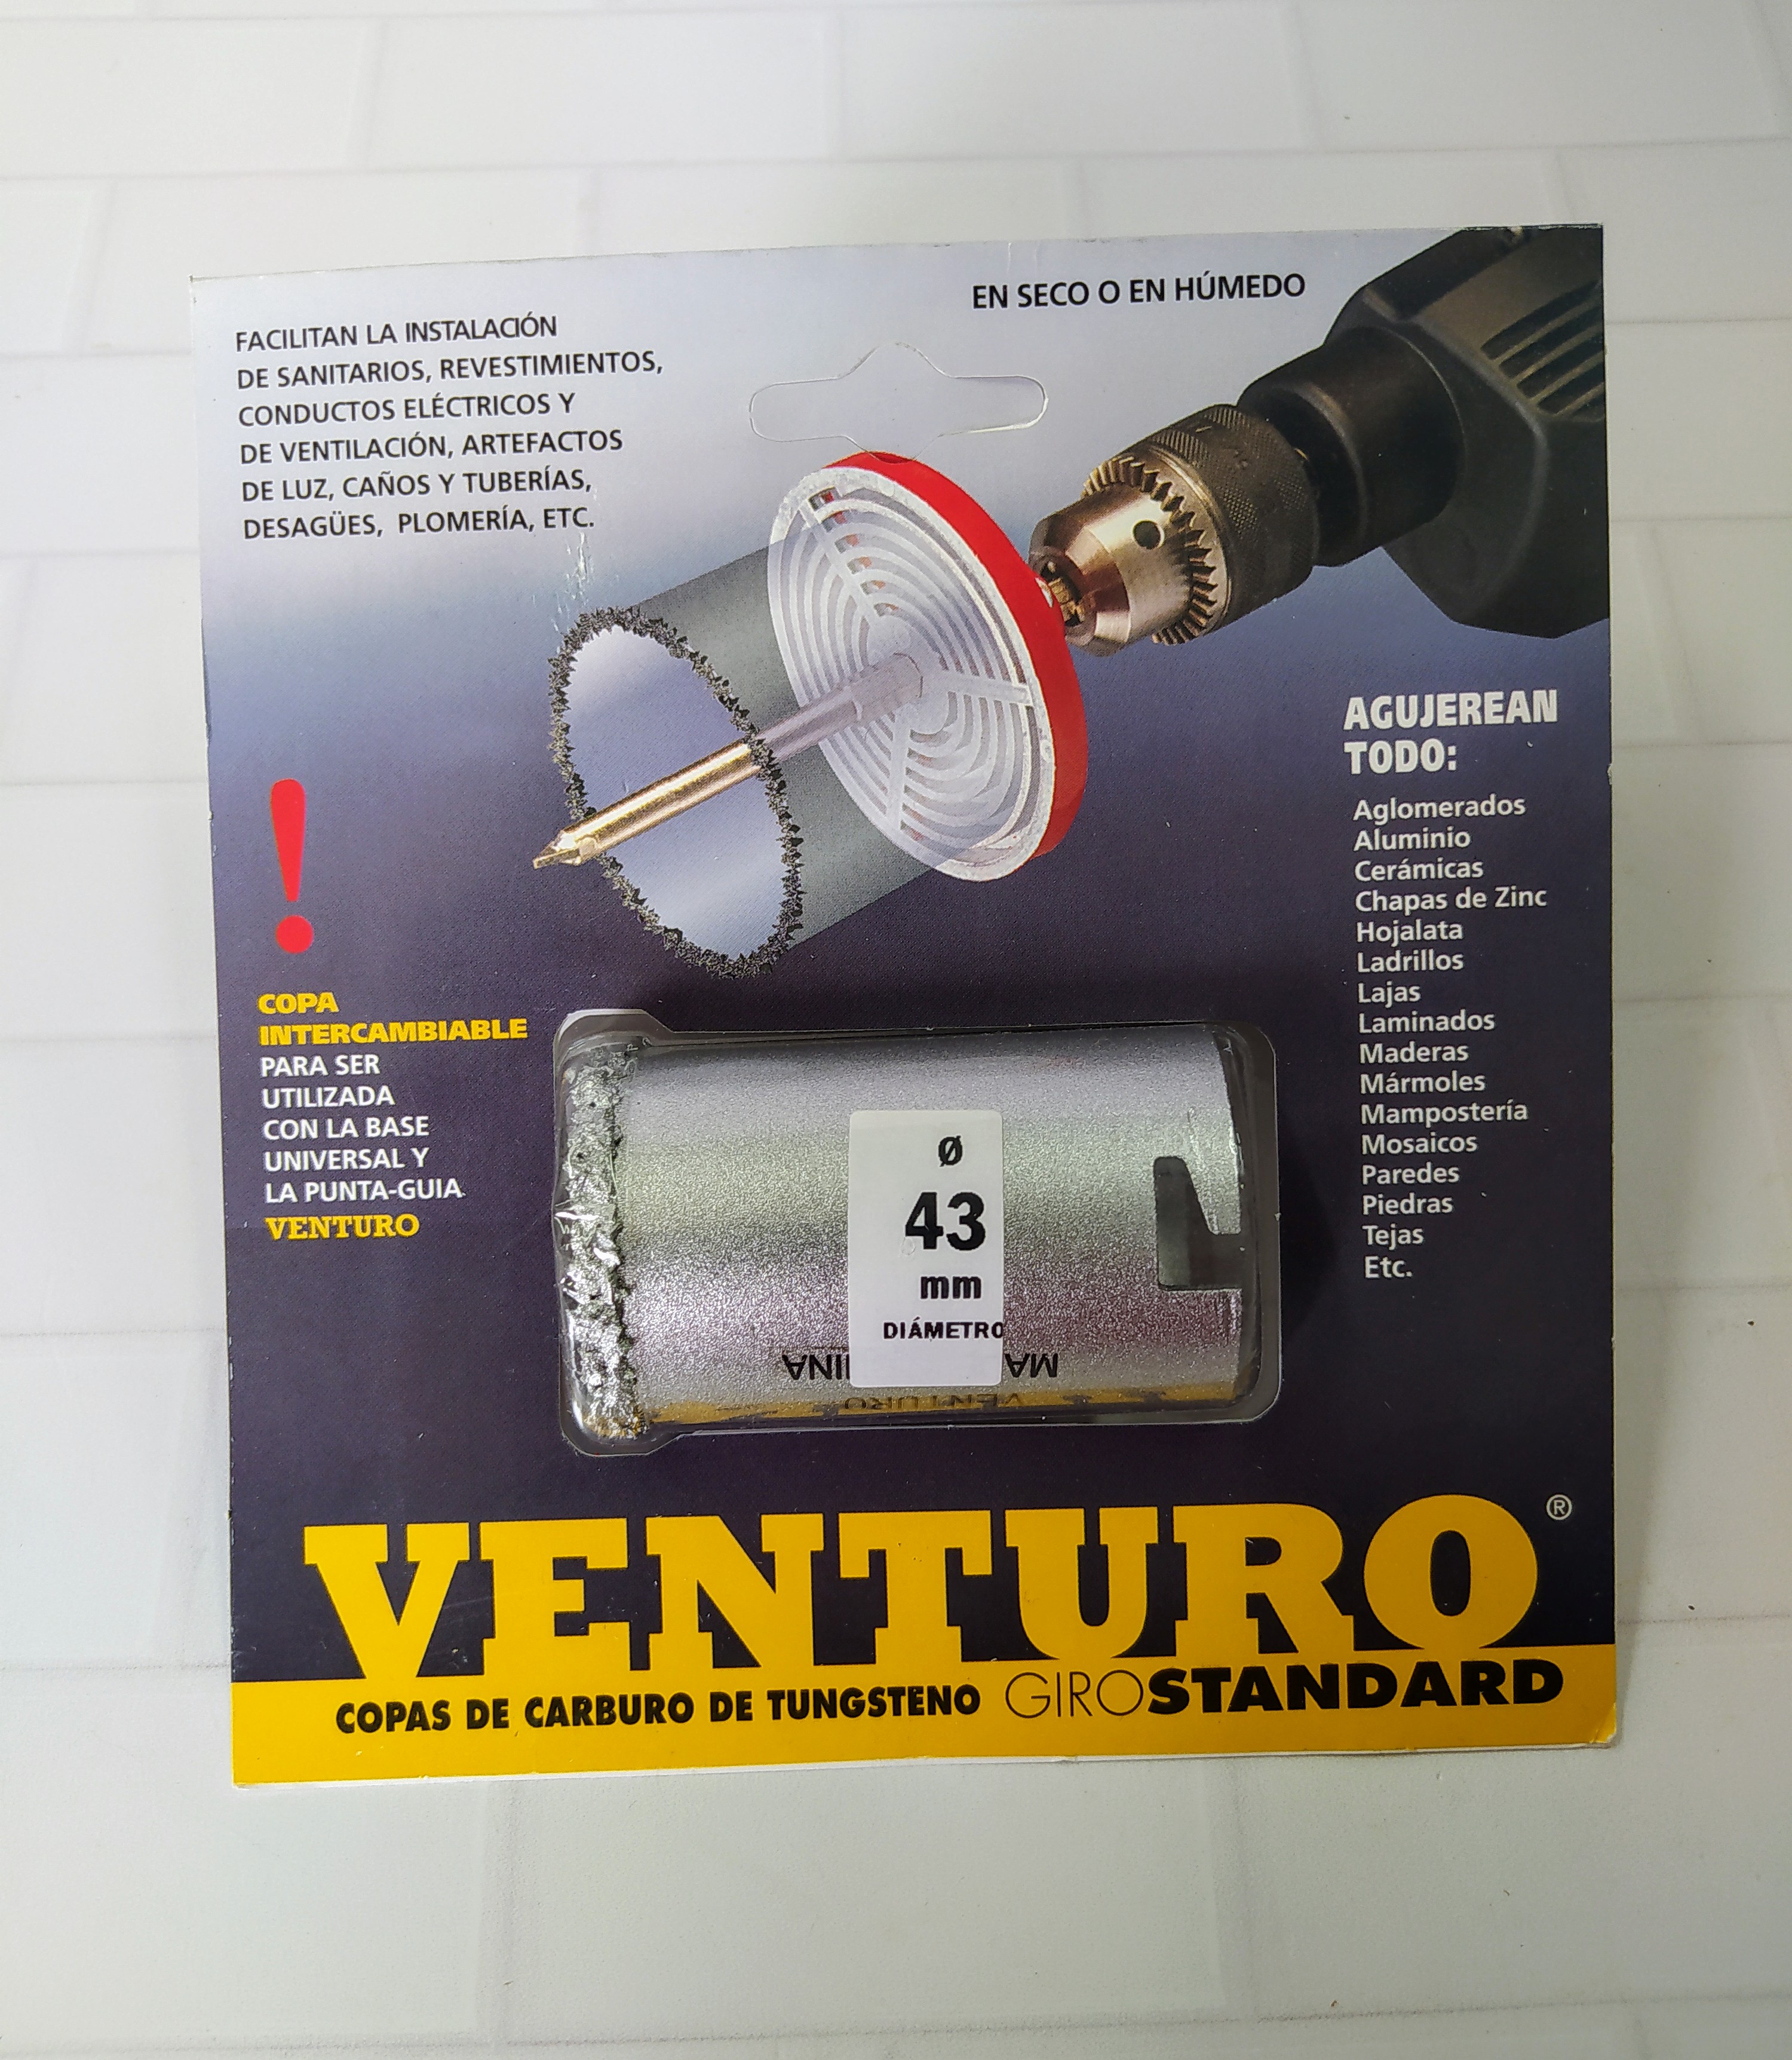 EN SECO O EN HÚMEDO
FACILITAN LA INSTALACIÓN
DE SANITARIOS, REVESTIMIENTOS,
CONDUCTOS ELÉCTRICOS Y
DE VENTILACIÓN, ARTEFACTOS
DE LUZ, CAÑOS Y TUBERÍAS,
DESAGÜES, PLOMERÍA, ETC.
AGUJEREAN
TODO:
Aglomerados
Aluminio
Cerámicas
Chapas de Zinc
Hojalata
Ladrillos
Lajas
Laminados
Maderas
Mármoles
Mampostería
Mosaicos
Paredes
Piedras
Tejas
Etc.
!
COPA
INTERCAMBIABLE
PARA SER
UTILIZADA
CON LA BASE
UNIVERSAL Y
LA PUNTA-GUIA
VENTURO
Ø
43
mm
DIÁMETRO
VENTURO
VENTURO®
COPAS DE CARBURO DE TUNGSTENO GIROSTANDARD